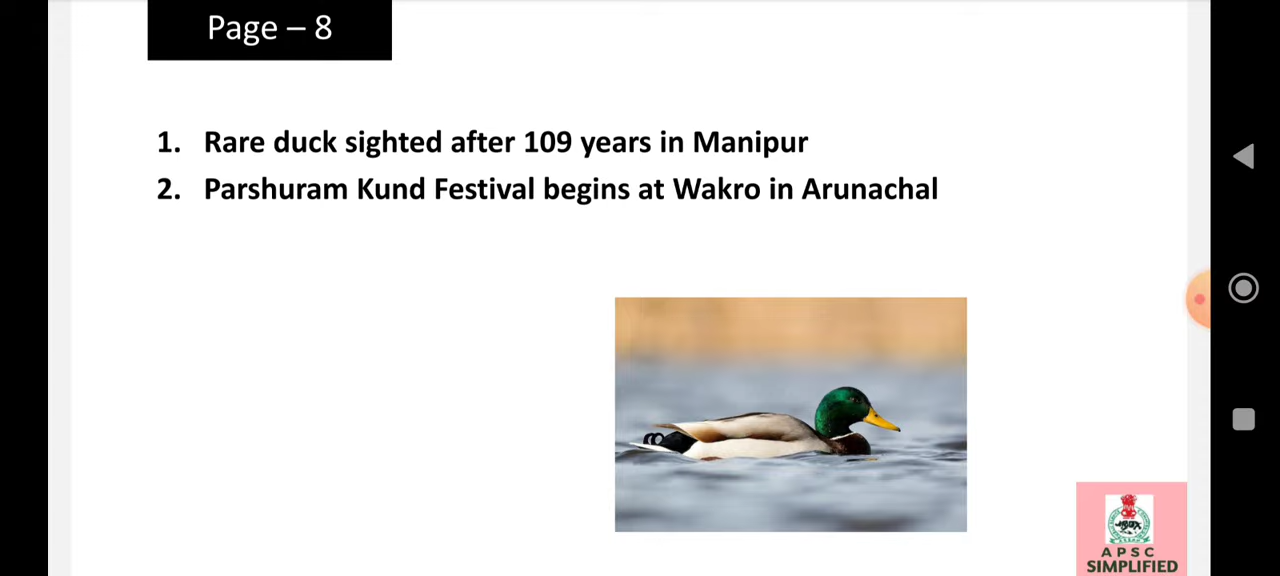 Page – 8
1. Rare duck sighted after 109 years in Manipur
2. Parshuram Kund Festival begins at Wakro in Arunachal
APSC
SIMPLIFIED